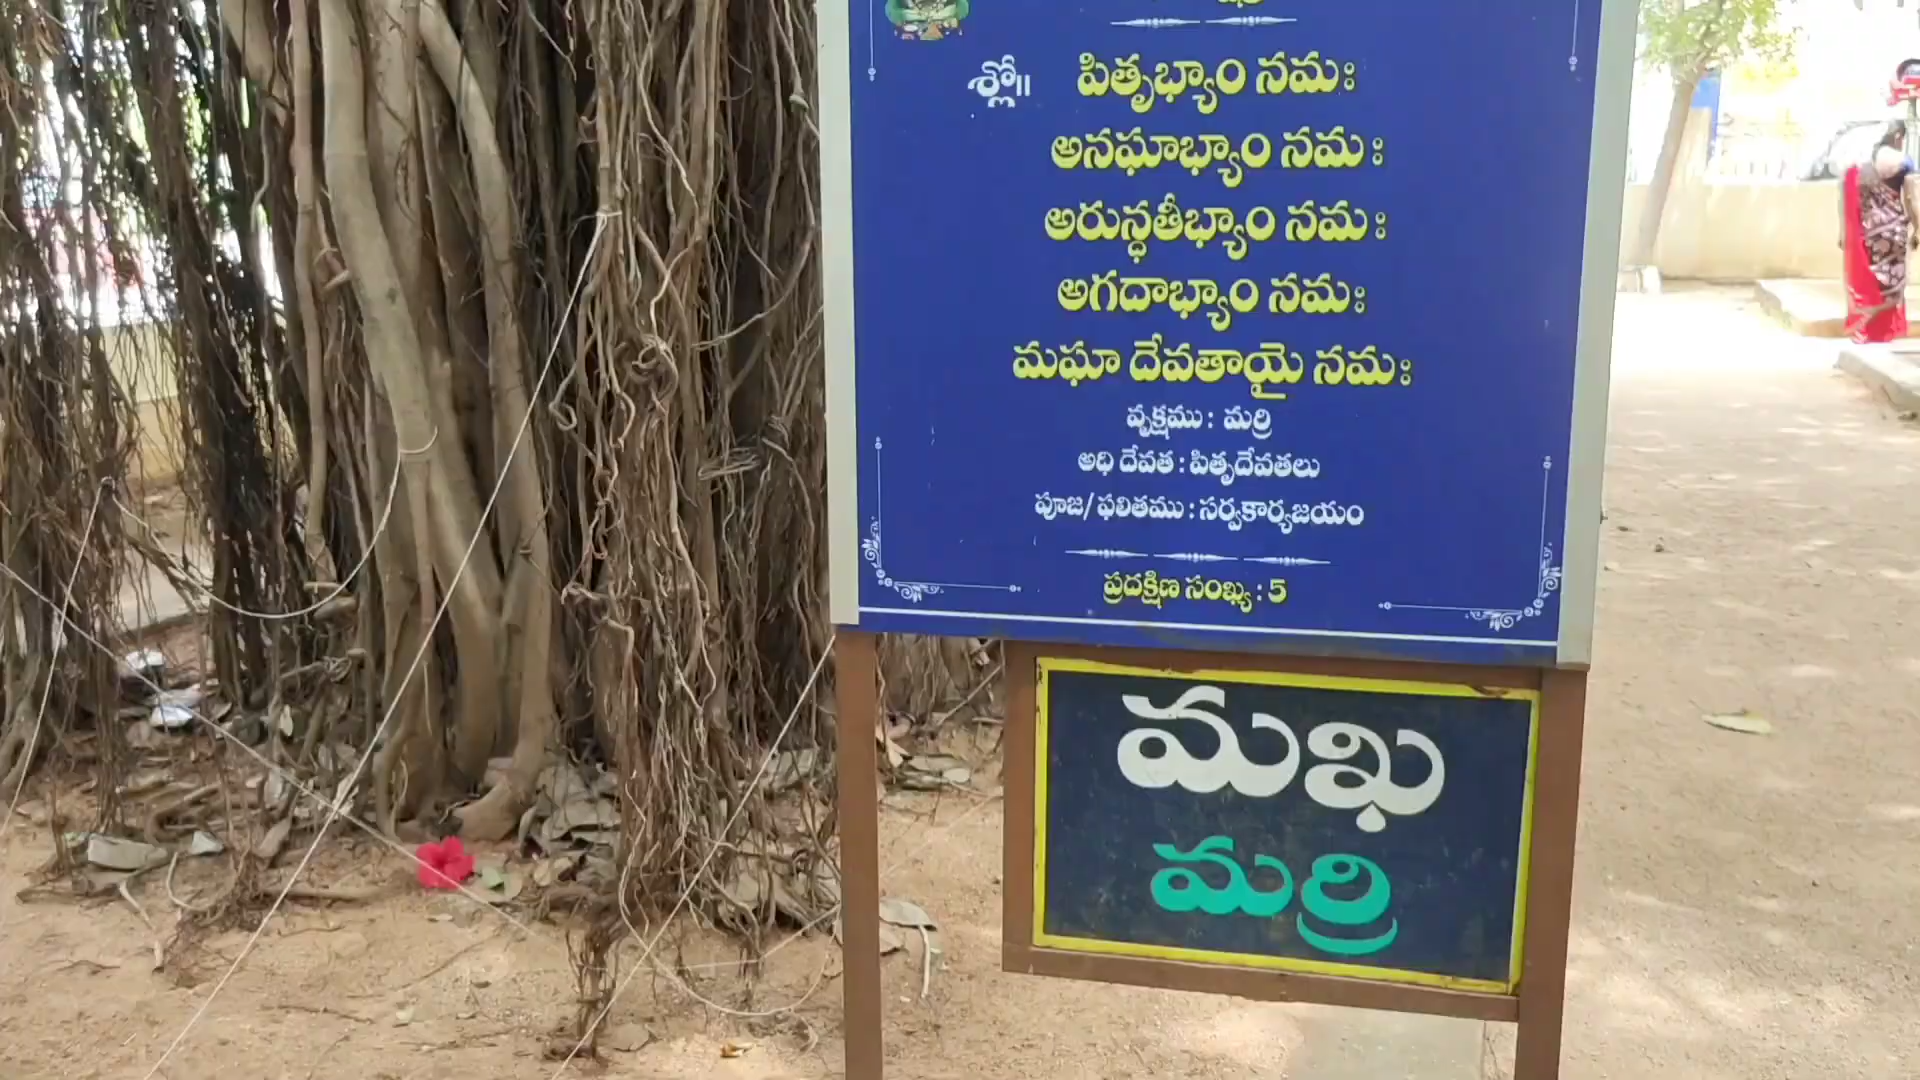 శ్లో॥ పితృభ్యాం నమః
అనఘాభ్యాం నమః
అరున్ధతీభ్యాం నమః
అగదాభ్యాం నమః
మఘా దేవతాయై నమః
వృక్షము : మర్రి
అధి దేవత : పితృదేవతలు
పూజ/ ఫలితము : సర్వకార్యజయం
ప్రదక్షిణ సంఖ్య : 5
మఖ
మర్రి